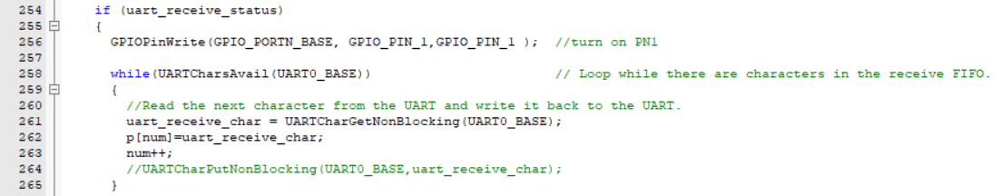 254 if (uart_receive_status)
255 {
256 GPIOPinWrite(GPIO_PORTN_BASE, GPIO_PIN_1,GPIO_PIN_1 ); //turn on PN1
257
258 while(UARTCharsAvail(UART0_BASE)) // Loop while there are characters in the receive FIFO.
259 {
260 //Read the next character from the UART and write it back to the UART.
261 uart_receive_char = UARTCharGetNonBlocking(UART0_BASE);
262 p[num]=uart_receive_char;
263 num++;
264 //UARTCharPutNonBlocking(UART0_BASE,uart_receive_char);
265 }